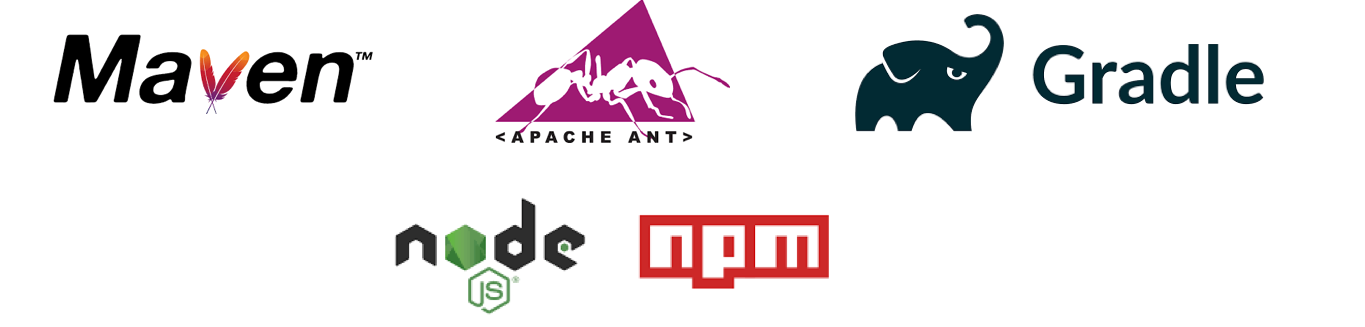 Maven™
<APACHE ANT>
Gradle
node
JS®
npm